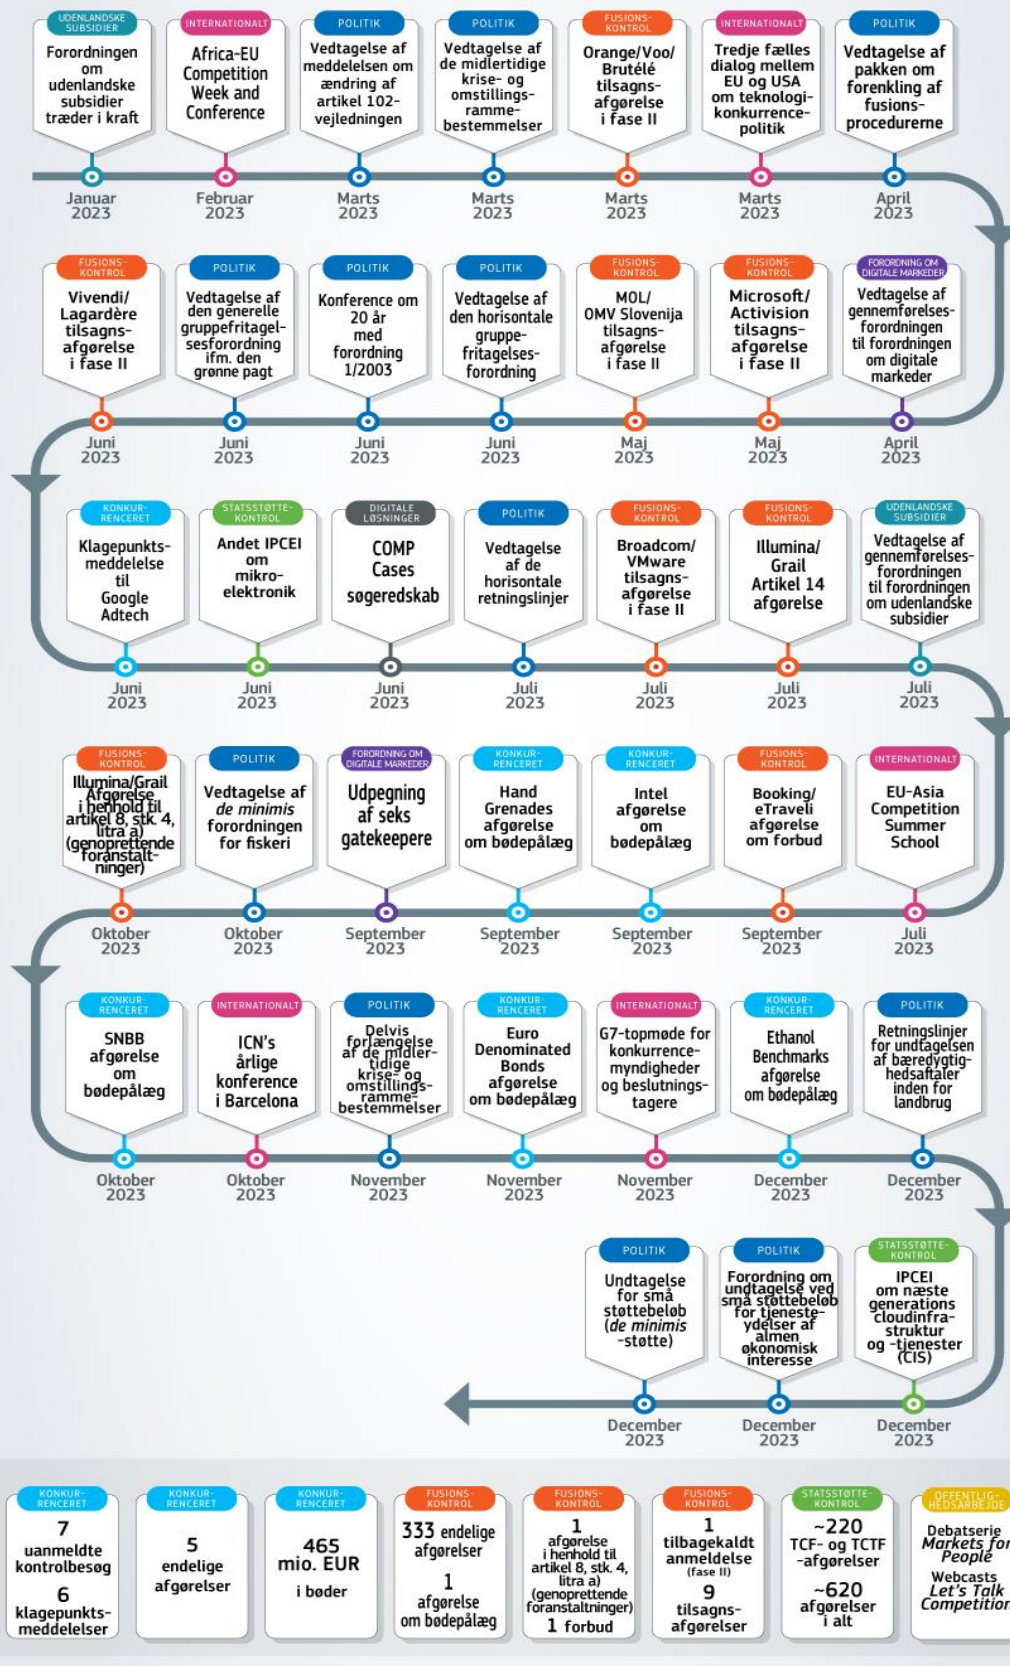 UDENLANDSKE
SUBSIDIER
Forordningen
om
udenlandske
subsidier
træder i kraft
Januar
2023
INTERNATIONALT
Africa-EU
Competition
Week and
Conference
Februar
2023
POLITIK
Vedtagelse af
meddelelsen om
ændring af
artikel 102-
vejledningen
Marts
2023
POLITIK
Vedtagelse af
de midlertidige
krise- og
omstillings-
ramme-
bestemmelser
Marts
2023
FUSIONS-
KONTROL
Orange/Voo/
Brutélé
tilsagns-
afgørelse
i fase II
Marts
2023
INTERNATIONALT
Tredje fælles
dialog mellem
EU og USA
om teknologi-
konkurrence-
politik
Marts
2023
POLITIK
Vedtagelse af
pakken om
forenkling af
fusions-
procedurerne
April
2023
FUSIONS-
KONTROL
Vivendi/
Lagardère
tilsagns-
afgørelse
i fase II
Juni
2023
POLITIK
Vedtagelse af
den generelle
gruppefritagel-
sesforordning
ifm. den
grønne pagt
Juni
2023
POLITIK
Konference om
20 år
med
forordning
1/2003
Juni
2023
POLITIK
Vedtagelse af
den horisontale
gruppe-
fritagelses-
forordning
Juni
2023
FUSIONS-
KONTROL
MOL/
OMV Slovenija
tilsagns-
afgørelse
i fase II
Maj
2023
FUSIONS-
KONTROL
Microsoft/
Activision
tilsagns-
afgørelse
i fase II
Maj
2023
FORORDNING OM
DIGITALE MARKEDER
Vedtagelse af
gennemførelses-
forordningen
til forordningen
om digitale
markeder
April
2023
KONKUR-
RENCERET
Klagepunkts-
meddelelse
til
Google
Adtech
Juni
2023
STATSSTØTTE-
KONTROL
Andet IPCEI
om
mikro-
elektronik
Juni
2023
DIGITALE
LØSNINGER
COMP
Cases
søgeredskab
Juni
2023
POLITIK
Vedtagelse
af de
horisontale
retningslinjer
Juli
2023
FUSIONS-
KONTROL
Broadcom/
VMware
tilsagns-
afgørelse
i fase II
Juli
2023
FUSIONS-
KONTROL
Illumina/
Grail
Artikel 14
afgørelse
Juli
2023
UDENLANDSKE
SUBSIDIER
Vedtagelse af
gennemførelses-
forordningen
til forordningen
om udenlandske
subsidier
Juli
2023
FUSIONS-
KONTROL
Illumina/Grail
Afgørelse
i henhold til
artikel 8, stk. 4,
litra a)
(genoprettende
foranstalt-
ninger)
Oktober
2023
POLITIK
Vedtagelse af
de minimis
forordningen
for fiskeri
Oktober
2023
FORORDNING OM
DIGITALE MARKEDER
Udpegning
af seks
gatekeepere
September
2023
KONKUR-
RENCERET
Hand
Grenades
afgørelse
om bødepålæg
September
2023
KONKUR-
RENCERET
Intel
afgørelse
om
bødepålæg
September
2023
FUSIONS-
KONTROL
Booking/
eTraveli
afgørelse
om forbud
September
2023
INTERNATIONALT
EU-Asia
Competition
Summer
School
Juli
2023
KONKUR-
RENCERET
SNBB
afgørelse
om
bødepålæg
Oktober
2023
INTERNATIONALT
ICN's
årlige
konference
i Barcelona
Oktober
2023
POLITIK
Delvis
forlængelse
af de midler-
tidige
krise- og
omstillings-
ramme-
bestemmelser
November
2023
KONKUR-
RENCERET
Euro
Denominated
Bonds
afgørelse
om bødepålæg
November
2023
INTERNATIONALT
G7-topmøde for
konkurrence-
myndigheder
og beslutnings-
tagere
November
2023
KONKUR-
RENCERET
Ethanol
Benchmarks
afgørelse
om bødepålæg
December
2023
POLITIK
Retningslinjer
for undtagelsen
af bæredygtig-
hedsaftaler
inden for
landbrug
December
2023
POLITIK
Undtagelse
for små
støttebeløb
(de minimis
-støtte)
December
2023
POLITIK
Forordning om
undtagelse ved
små støttebeløb
for tjeneste-
ydelser af
almen
økonomisk
interesse
December
2023
STATSSTØTTE-
KONTROL
IPCEI
om næste
generations
cloudinfra-
struktur
og -tjenester
(CIS)
December
2023
KONKUR-
RENCERET
7
uanmeldte
kontrolbesøg
6
klagepunkts-
meddelelser
KONKUR-
RENCERET
5
endelige
afgørelser
KONKUR-
RENCERET
465
mio. EUR
i bøder
FUSIONS-
KONTROL
333 endelige
afgørelser
1
afgørelse
om bødepålæg
FUSIONS-
KONTROL
1
afgørelse
i henhold til
artikel 8, stk. 4,
litra a)
(genoprettende
foranstaltninger)
1 forbud
FUSIONS-
KONTROL
1
tilbagekaldt
anmeldelse
(fase II)
9
tilsagns-
afgørelser
STATSSTØTTE-
KONTROL
~220
TCF- og TCTF
-afgørelser
~620
afgørelser
i alt
OFFENTLIG-
HEDSARBEJDE
Debatserie
Markets for
People
Webcasts
Let's Talk
Competition